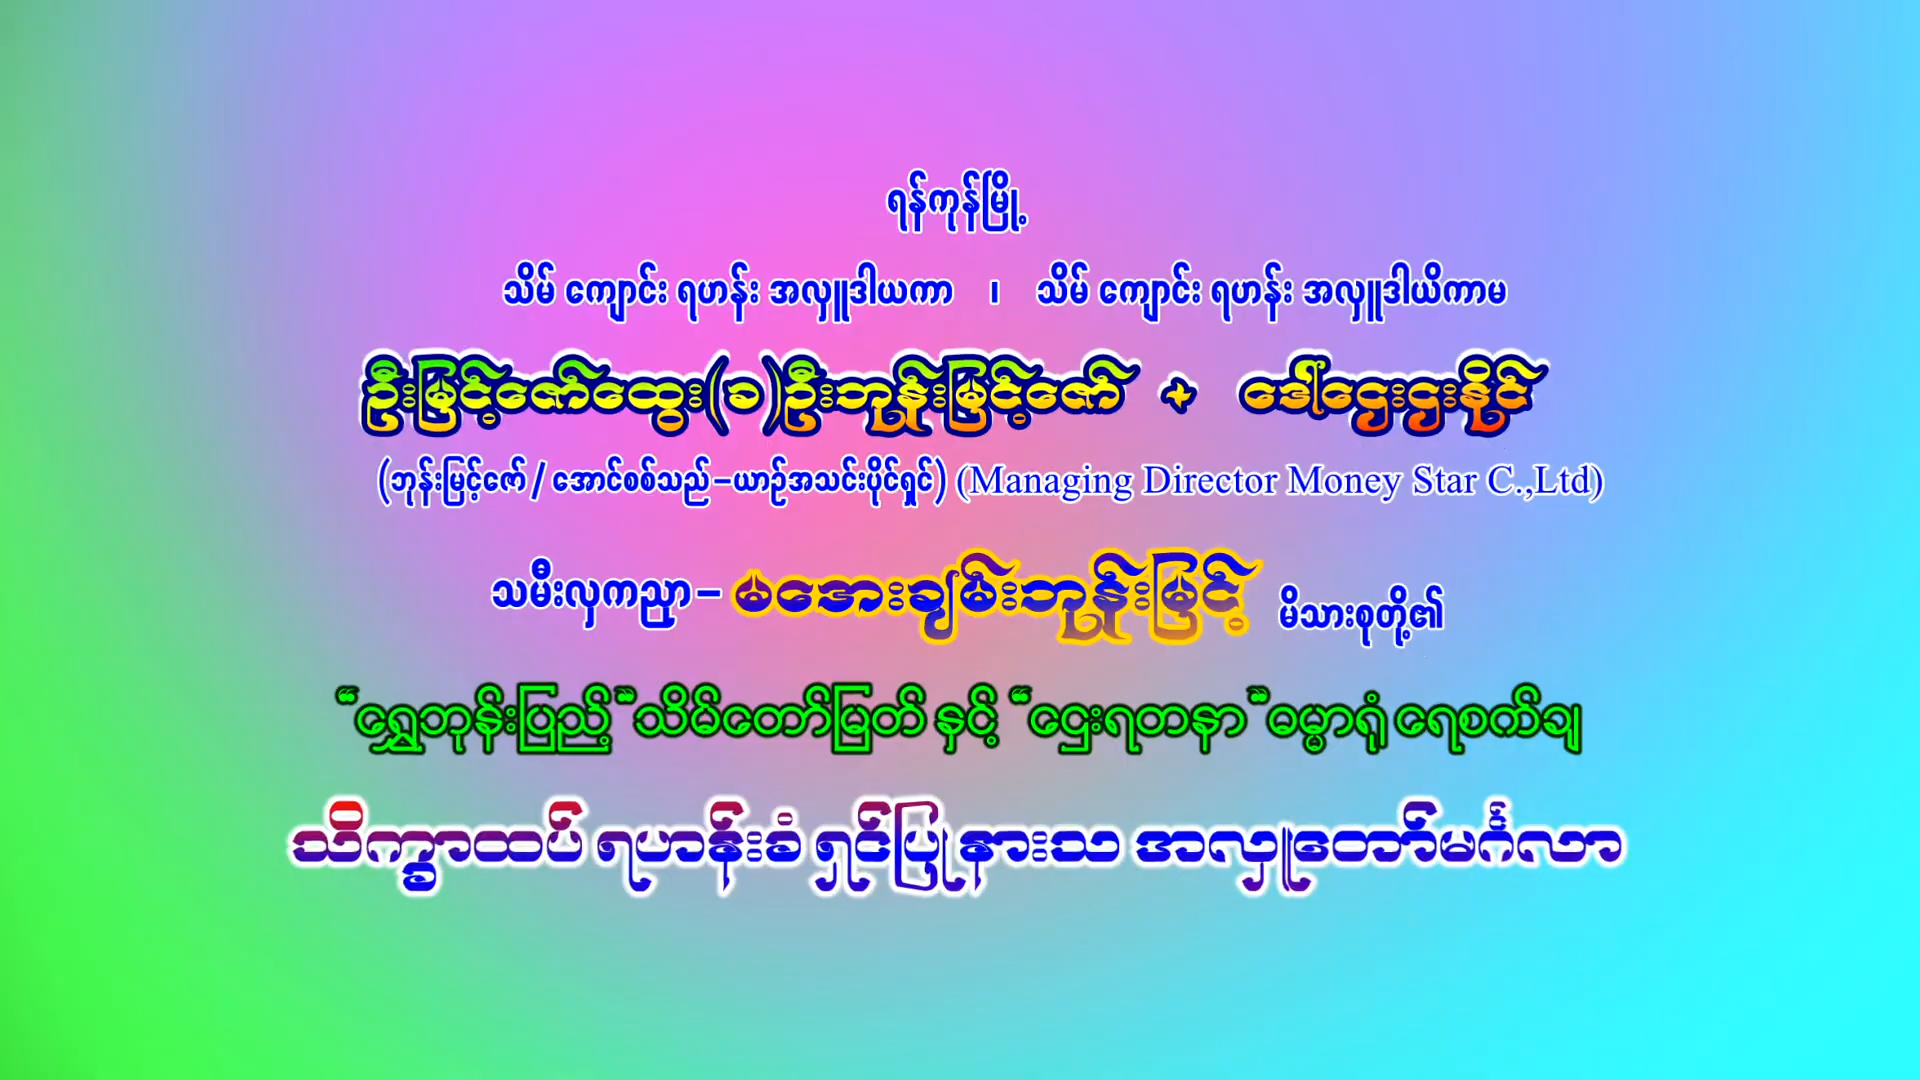 ရန်ကုန်မြို့
သိမ် ကျောင်း ရဟန်း အလှူဒါယကာ ၊ သိမ် ကျောင်း ရဟန်း အလှူဒါယိကာမ
ဦးမြင့်ဇော်ထွေး(ခ)ဦးဘုန်းမြင့်ဇော် + ဒေါ်ဌေးဌေးနိုင်
(ဘုန်းမြင့်ဇော်/အောင်စစ်သည်-ယာဉ်အသင်းပိုင်ရှင်) (Managing Director Money Star C.,Ltd)
သမီးလှကညာ- မအေးချမ်းဘုန်းမြင့် မိသားစုတို့၏
“ရွှေဘုန်းပြည့်”သိမ်တော်မြတ် နှင့် “ဌေးရတနာ”ဓမ္မာရုံ ရေစက်ချ
သိက္ခာထပ် ရဟန်းခံ ရှင်ပြုနားသ အလှူတော်မင်္ဂလာ